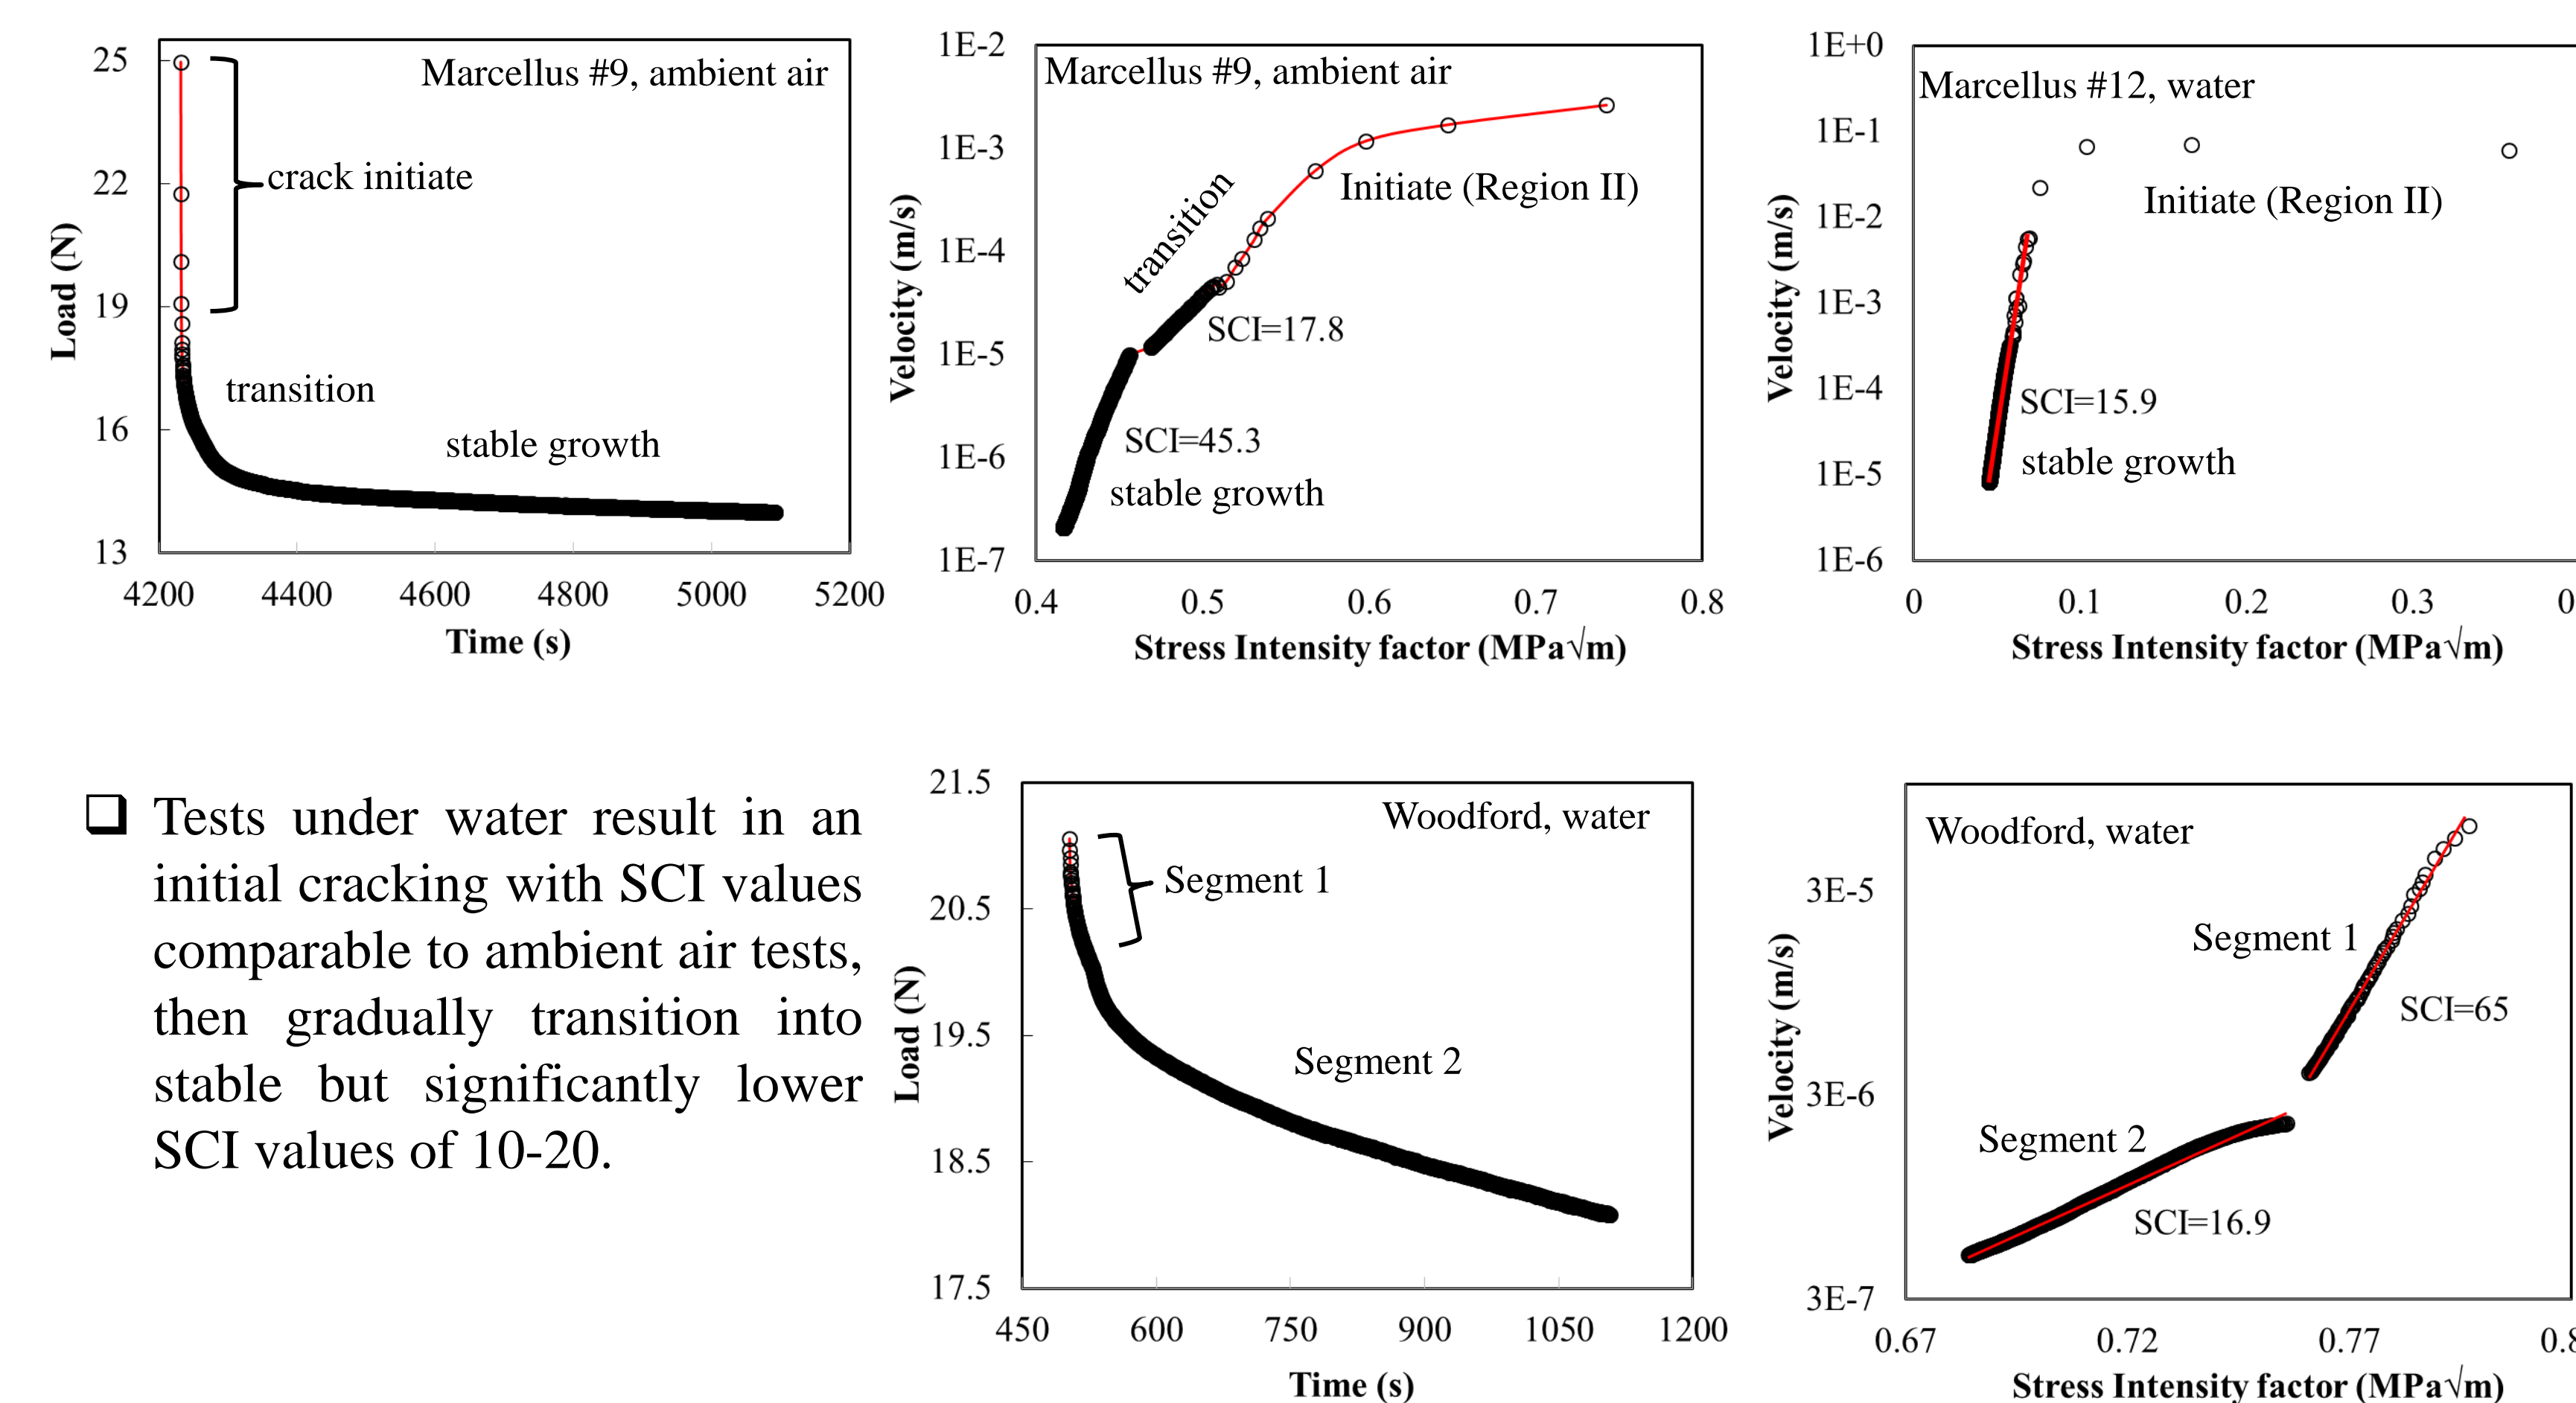 25
22
19
16
13
Load (N)
Marcellus #9, ambient air
crack initiate
transition
stable growth
4200 4400 4600 4800 5000 5200
Time (s)
1E-2
1E-3
1E-4
1E-5
1E-6
1E-7
Velocity (m/s)
Marcellus #9, ambient air
transition
Initiate (Region II)
SCI=17.8
SCI=45.3
stable growth
0.4 0.5 0.6 0.7 0.8
Stress Intensity factor (MPa√m)
1E+0
1E-1
1E-2
1E-3
1E-4
1E-5
1E-6
Velocity (m/s)
Marcellus #12, water
Initiate (Region II)
SCI=15.9
stable growth
0 0.1 0.2 0.3
Stress Intensity factor (MPa√m)
❑ Tests under water result in an
initial cracking with SCI values
comparable to ambient air tests,
then gradually transition into
stable but significantly lower
SCI values of 10-20.
21.5
20.5
19.5
18.5
17.5
Load (N)
Woodford, water
Segment 1
Segment 2
450 600 750 900 1050 1200
Time (s)
3E-5
3E-6
3E-7
Velocity (m/s)
Woodford, water
Segment 1
SCI=65
Segment 2
SCI=16.9
0.67 0.72 0.77
Stress Intensity factor (MPa√m)